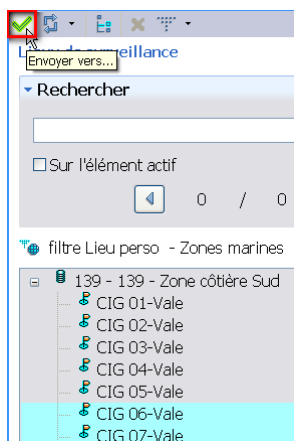 Envoyer vers...
Lieux de surveillance
Rechercher
Sur l'élément actif
0 / 0
filtre Lieu perso - Zones marines
139 - 139 - Zone côtière Sud
CIG 01-Vale
CIG 02-Vale
CIG 03-Vale
CIG 04-Vale
CIG 05-Vale
CIG 06-Vale
CIG 07-Vale